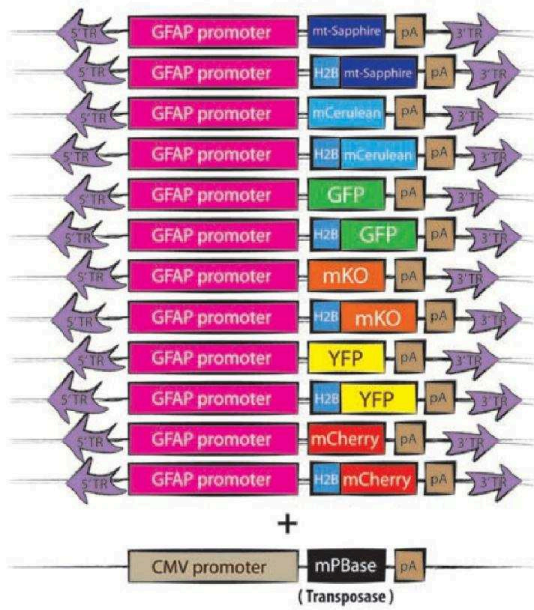 5'TR GFAP promoter mt-Sapphire pA 3'TR
5'TR GFAP promoter H2B mt-Sapphire pA 3'TR
5'TR GFAP promoter mCerulean pA 3'TR
5'TR GFAP promoter H2B mCerulean pA 3'TR
5'TR GFAP promoter GFP pA 3'TR
5'TR GFAP promoter H2B GFP pA 3'TR
5'TR GFAP promoter mKO pA 3'TR
5'TR GFAP promoter H2B mKO pA 3'TR
5'TR GFAP promoter YFP pA 3'TR
5'TR GFAP promoter H2B YFP pA 3'TR
5'TR GFAP promoter mCherry pA 3'TR
5'TR GFAP promoter H2B mCherry pA 3'TR
+
CMV promoter mPBase pA
(Transposase)